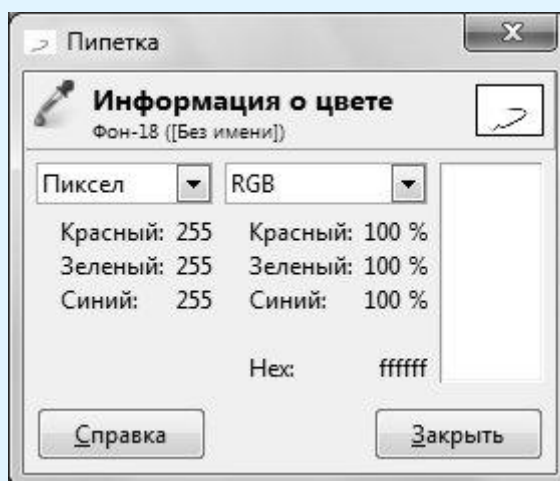 Пипетка
Информация о цвете
Фон-18 ([Без имени])
Пиксел RGB
Красный: 255 Красный: 100 %
Зеленый: 255 Зеленый: 100 %
Синий: 255 Синий: 100 %
Hex: ffffff
Справка Закрыть